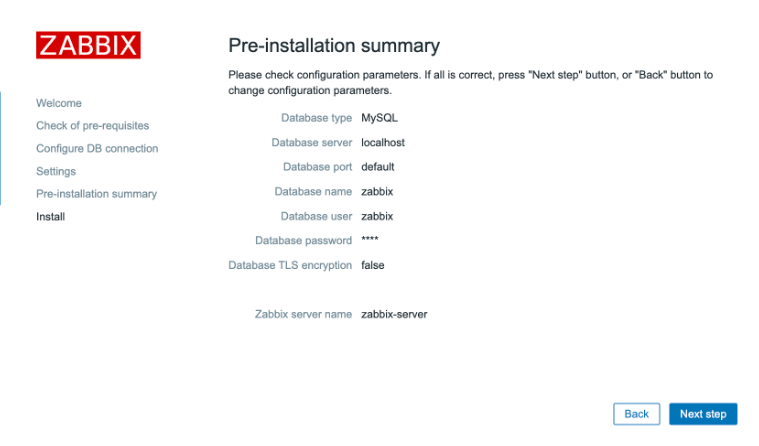 ZABBIX
Welcome
Check of pre-requisites
Configure DB connection
Settings
Pre-installation summary
Install
Pre-installation summary
Please check configuration parameters. If all is correct, press "Next step" button, or "Back" button to
change configuration parameters.
Database type MySQL
Database server localhost
Database port default
Database name zabbix
Database user zabbix
Database password ****
Database TLS encryption false
Zabbix server name zabbix-server
Back Next step